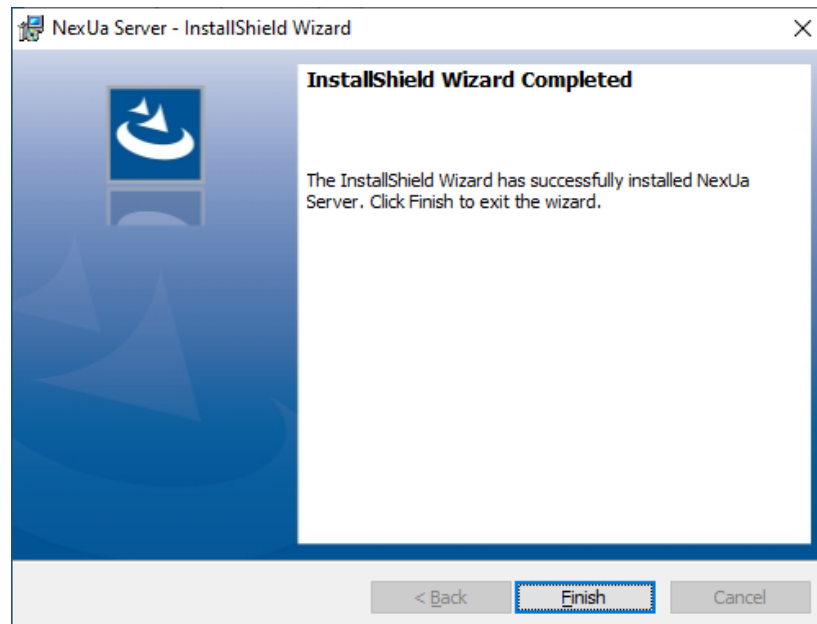 NexUa Server - InstallShield Wizard
InstallShield Wizard Completed
The InstallShield Wizard has successfully installed NexUa
Server. Click Finish to exit the wizard.
< Back
Finish
Cancel